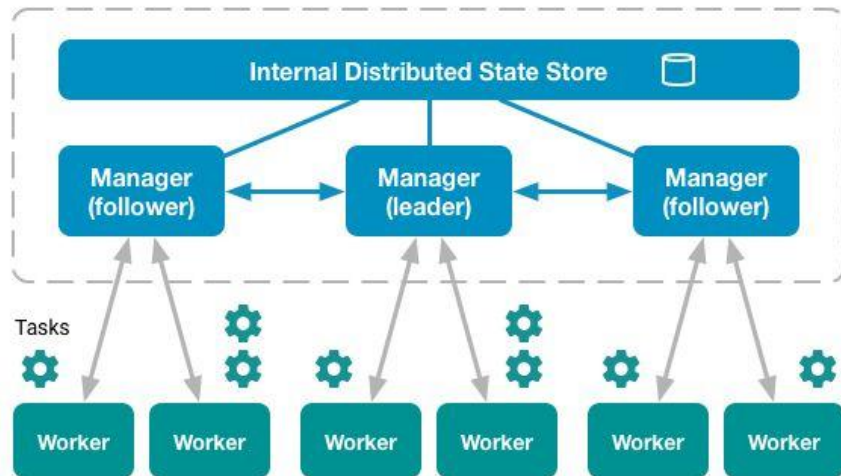 Internal Distributed State Store
Manager
(follower)
Manager
(leader)
Manager
(follower)
Tasks
Worker
Worker
Worker
Worker
Worker
Worker